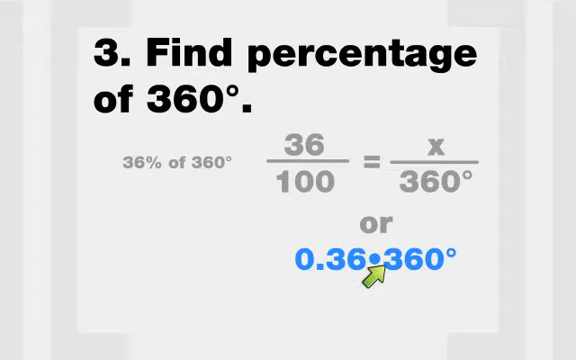 3. Find percentage
of 360°.
36% of 360° 36/100 = x/360°
or
0.36•360°